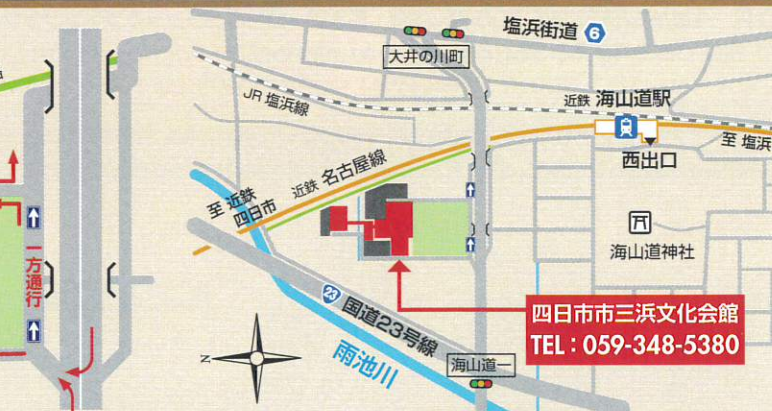 塩浜街道 6
大井の川町
JR 塩浜線
近鉄 海山道駅
至 塩浜
西出口
近鉄 名古屋線
至 近鉄
四日市
海山道神社
一方通行
23 国道23号線
四日市市三浜文化会館
TEL：059-348-5380
雨池川
海山道一
N